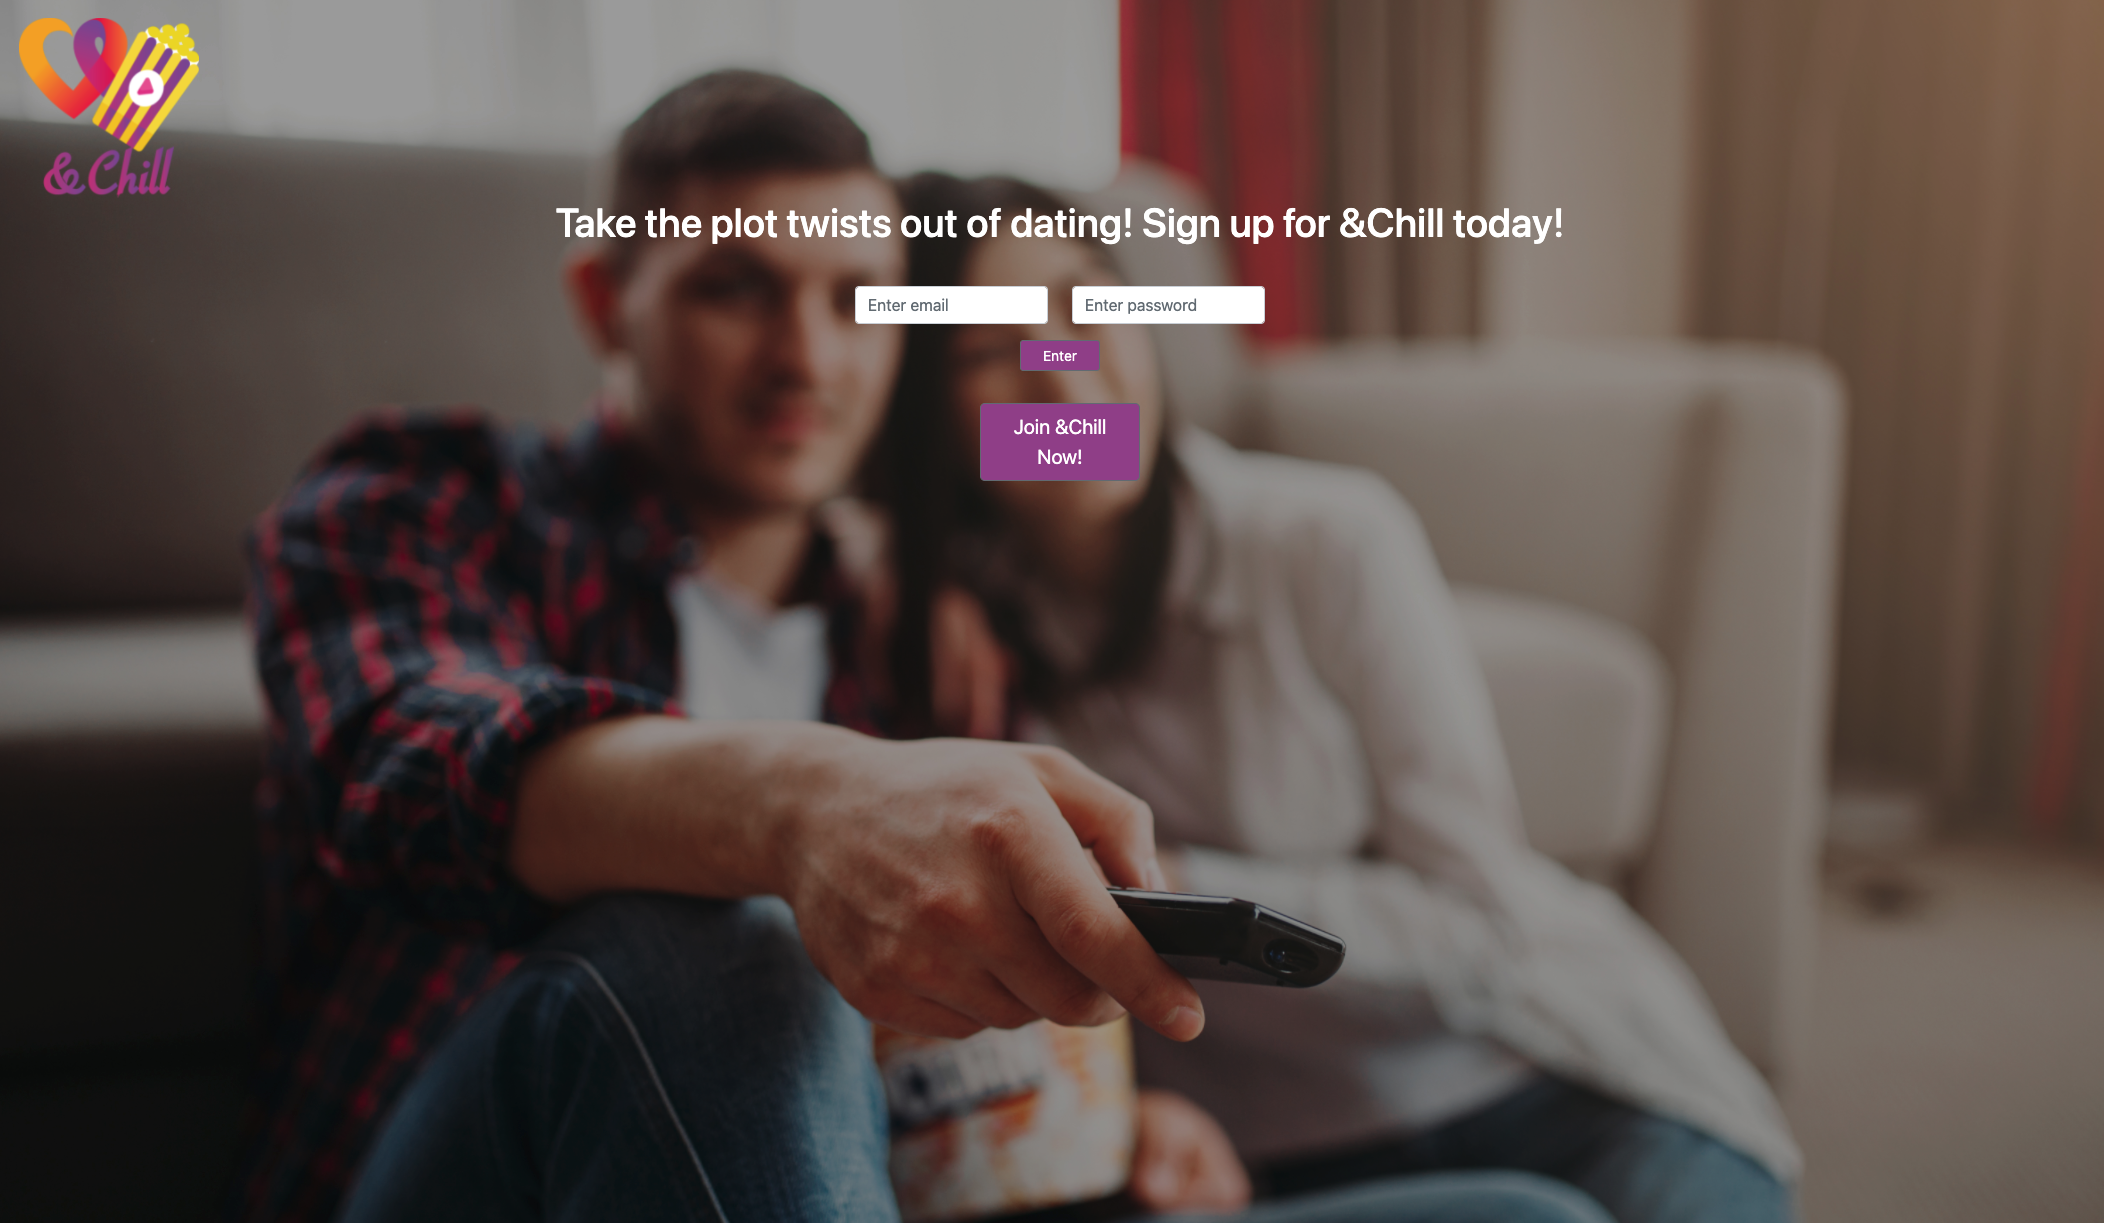 &Chill
Take the plot twists out of dating! Sign up for &Chill today!
Enter email
Enter password
Enter
Join &Chill
Now!